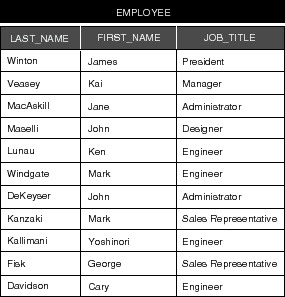 EMPLOYEE
LAST_NAME FIRST_NAME JOB_TITLE
Winton James President
Veasey Kai Manager
MacAskill Jane Administrator
Maselli John Designer
Lunau Ken Engineer
Windgate Mark Engineer
DeKeyser John Administrator
Kanzaki Mark Sales Representative
Kallimani Yoshinori Engineer
Fisk George Sales Representative
Davidson Cary Engineer